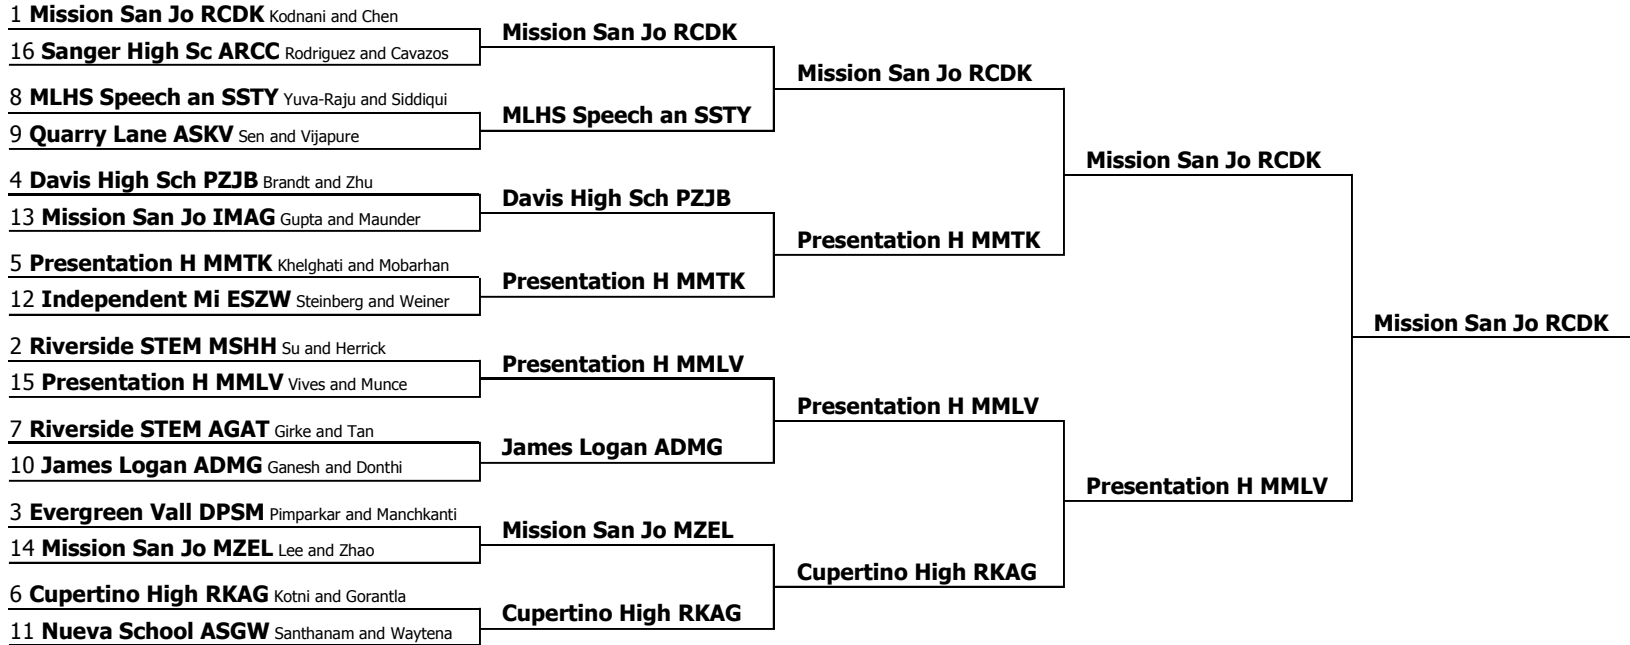 1 Mission San Jo RCDK Kodnani and Chen
16 Sanger High Sc ARCC Rodriguez and Cavazos
8 MLHS Speech an SSTY Yuva-Raju and Siddiqui
9 Quarry Lane ASKV Sen and Vijapure
4 Davis High Sch PZJB Brandt and Zhu
13 Mission San Jo IMAG Gupta and Maunder
5 Presentation H MMTK Khelghati and Mobarhan
12 Independent Mi ESZW Steinberg and Weiner
2 Riverside STEM MSHH Su and Herrick
15 Presentation H MMLV Vives and Munce
7 Riverside STEM AGAT Girke and Tan
10 James Logan ADMG Ganesh and Donthi
3 Evergreen Vall DPSM Pimparkar and Manchkanti
14 Mission San Jo MZEL Lee and Zhao
6 Cupertino High RKAG Kotni and Gorantla
11 Nueva School ASGW Santhanam and Waytena
Mission San Jo RCDK
MLHS Speech an SSTY
Davis High Sch PZJB
Presentation H MMTK
Presentation H MMLV
James Logan ADMG
Mission San Jo MZEL
Cupertino High RKAG
Mission San Jo RCDK
Presentation H MMTK
Presentation H MMLV
Cupertino High RKAG
Mission San Jo RCDK
Presentation H MMLV
Mission San Jo RCDK